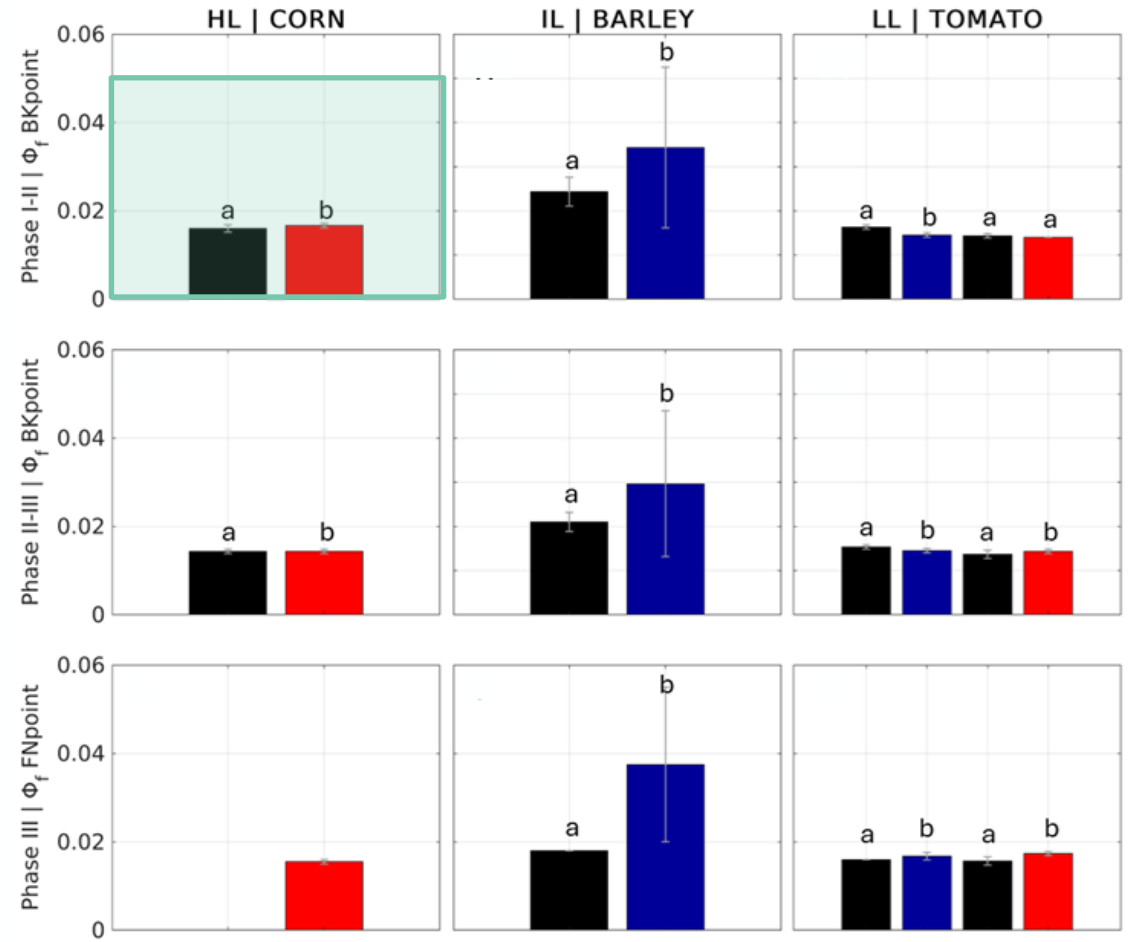 HL | CORN
IL | BARLEY
LL | TOMATO
Phase I-II | Φf BKpoint
0.06
0.04
0.02
0
a
b
a
b
a
b
a
a
Phase II-III | Φf BKpoint
0.06
0.04
0.02
0
a
b
a
b
a
b
a
b
Phase III | Φf FNpoint
0.06
0.04
0.02
0
a
b
a
b
a
b